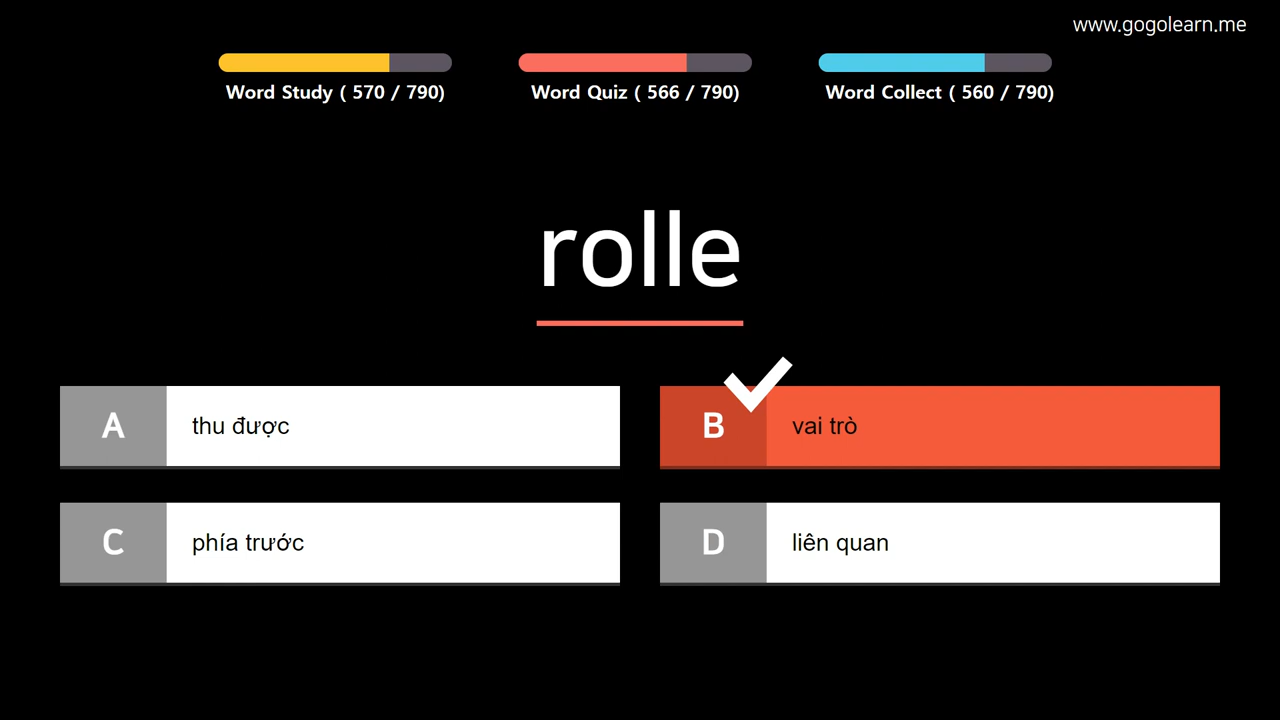 www.gogolearn.me
Word Study ( 570 / 790)
Word Quiz ( 566 / 790)
Word Collect ( 560 / 790)
rolle
A thu được
B vai trò
C phía trước
D liên quan